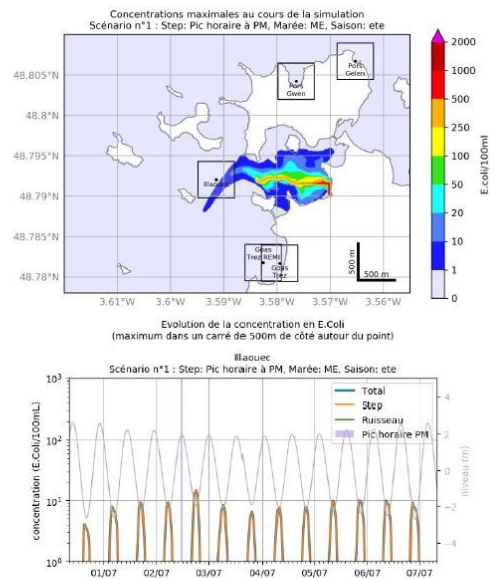 Concentrations maximales au cours de la simulation
Scénario n°1 : Step: Pic horaire à PM, Marée: ME, Saison: ete
48.805°N
48.8°N
48.795°N
48.79°N
48.785°N
48.78°N
Pors
Gelen
Pors
Gwen
Illaouec
Goas
Trez REMI
Goas
Trez
500 m
500 m
3.61°W
3.6°W
3.59°W
3.58°W
3.57°W
3.56°W
2000
1000
500
250
100
50
20
10
1
0
E.coli/100ml
Evolution de la concentration en E.Coli
(maximum dans un carré de 500m de côté autour du point)
Illaouec
Scénario n°1 : Step: Pic horaire à PM, Marée: ME, Saison: ete
concentration (E.Coli/100mL)
10³
10²
10¹
10⁰
Total
Step
Ruisseau
Pic horaire PM
4
2
0
−2
−4
niveau (m)
01/07
02/07
03/07
04/07
05/07
06/07
07/07